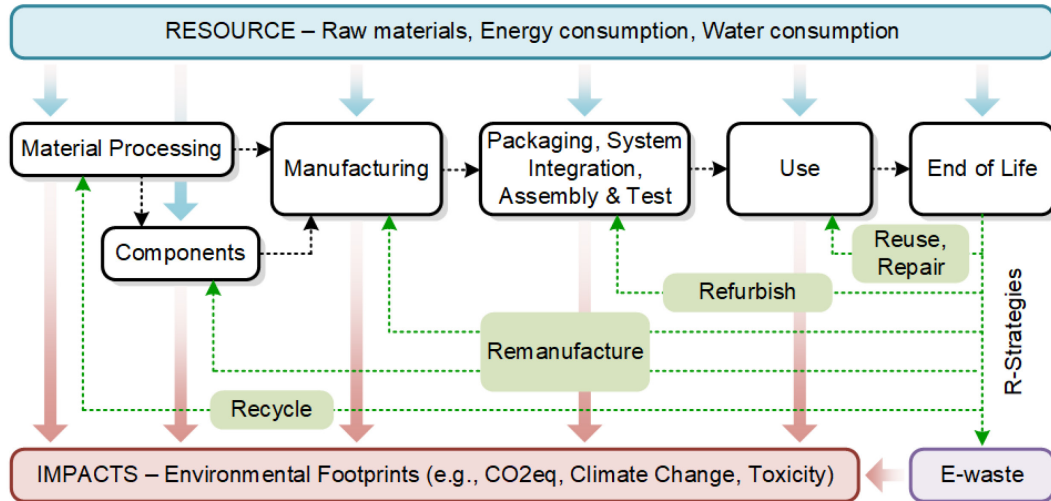 RESOURCE – Raw materials, Energy consumption, Water consumption
Material Processing
Manufacturing
Packaging, System
Integration,
Assembly & Test
Use
End of Life
Components
Reuse,
Repair
Refurbish
Remanufacture
Recycle
R-Strategies
IMPACTS – Environmental Footprints (e.g., CO2eq, Climate Change, Toxicity)
E-waste